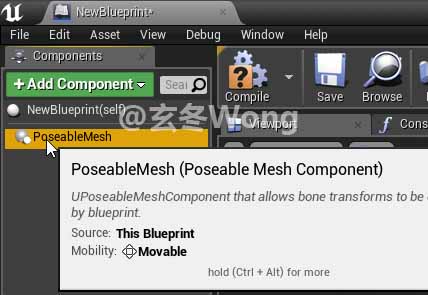 NewBlueprint*
File Edit Asset View Debug Window Help
Components
+Add Component
Sear
Compile
Save
Browse
NewBlueprint(self)
@玄冬Wong
Viewport
Cons
PoseableMesh
PoseableMesh (Poseable Mesh Component)
UPoseableMeshComponent that allows bone transforms to be
by blueprint.
Source: This Blueprint
Mobility: Movable
hold (Ctrl + Alt) for more